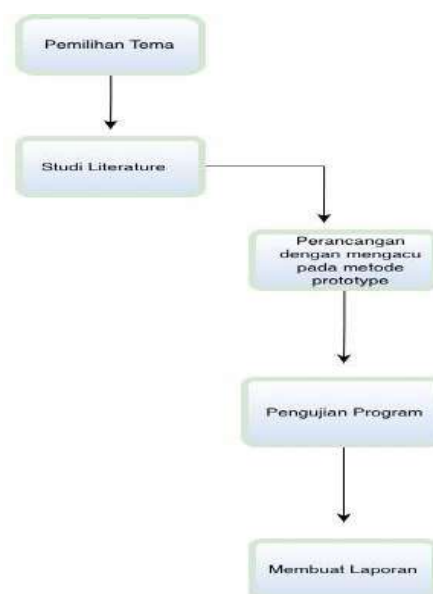 Pemilihan Tema
Studi Literature
Perancangan
dengan mengacu
pada metode
prototype
Pengujian Program
Membuat Laporan